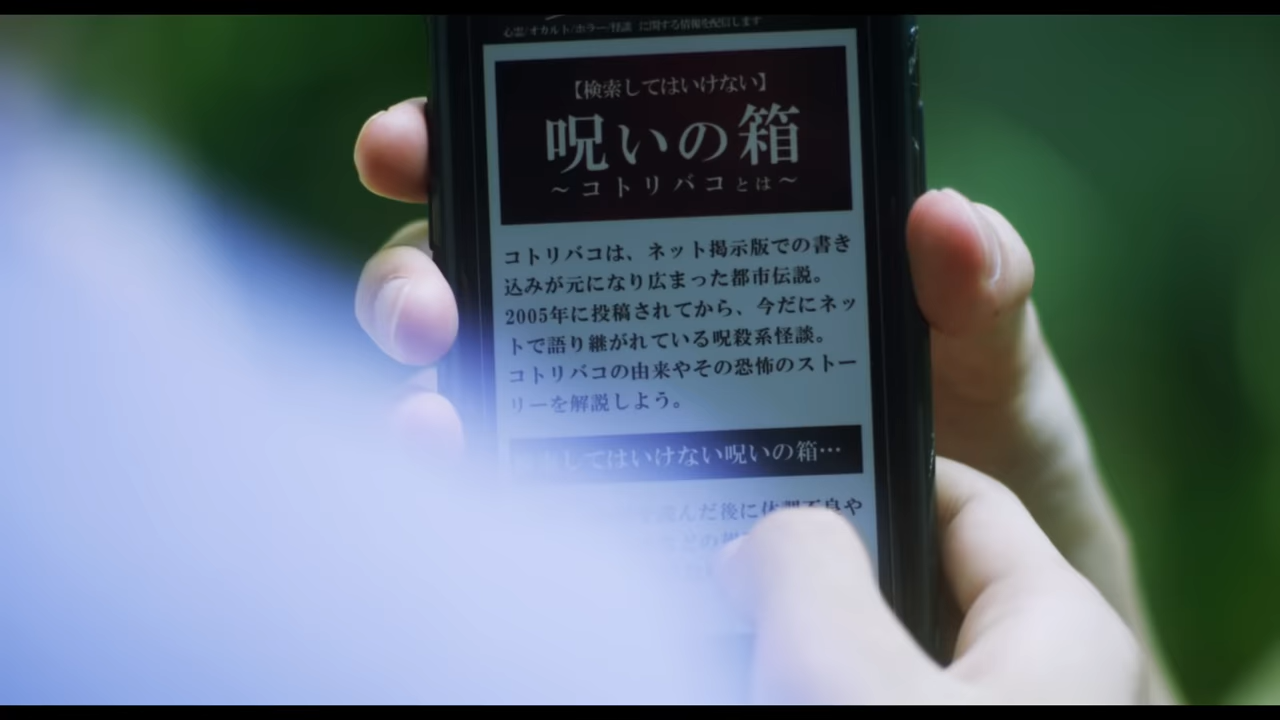 心霊/オカルト/ホラー/怪談 に関する情報を配信します
【検索してはいけない】
呪いの箱
～コトリバコとは～
コトリバコは、ネット掲示版での書き
込みが元になり広まった都市伝説。
2005年に投稿されてから、今だにネッ
トで語り継がれている呪殺系怪談。
コトリバコの由来やその恐怖のストー
リーを解説しよう。
してはいけない呪いの箱…
読んだ後に体調不良や